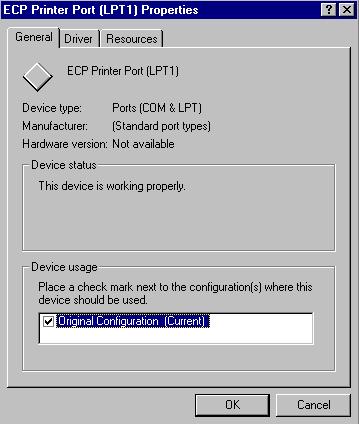 ECP Printer Port (LPT1) Properties
General Driver Resources
ECP Printer Port (LPT1)
Device type: Ports (COM & LPT)
Manufacturer: (Standard port types)
Hardware version: Not available
Device status
This device is working properly.
Device usage
Place a check mark next to the configuration(s) where this
device should be used.
Original Configuration (Current)
OK Cancel